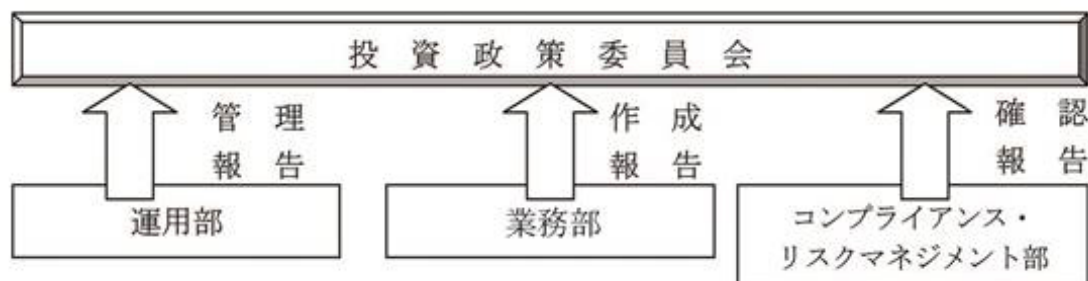 投資政策委員会
管理
報告
作成
報告
確認
報告
運用部
業務部
コンプライアンス・
リスクマネジメント部